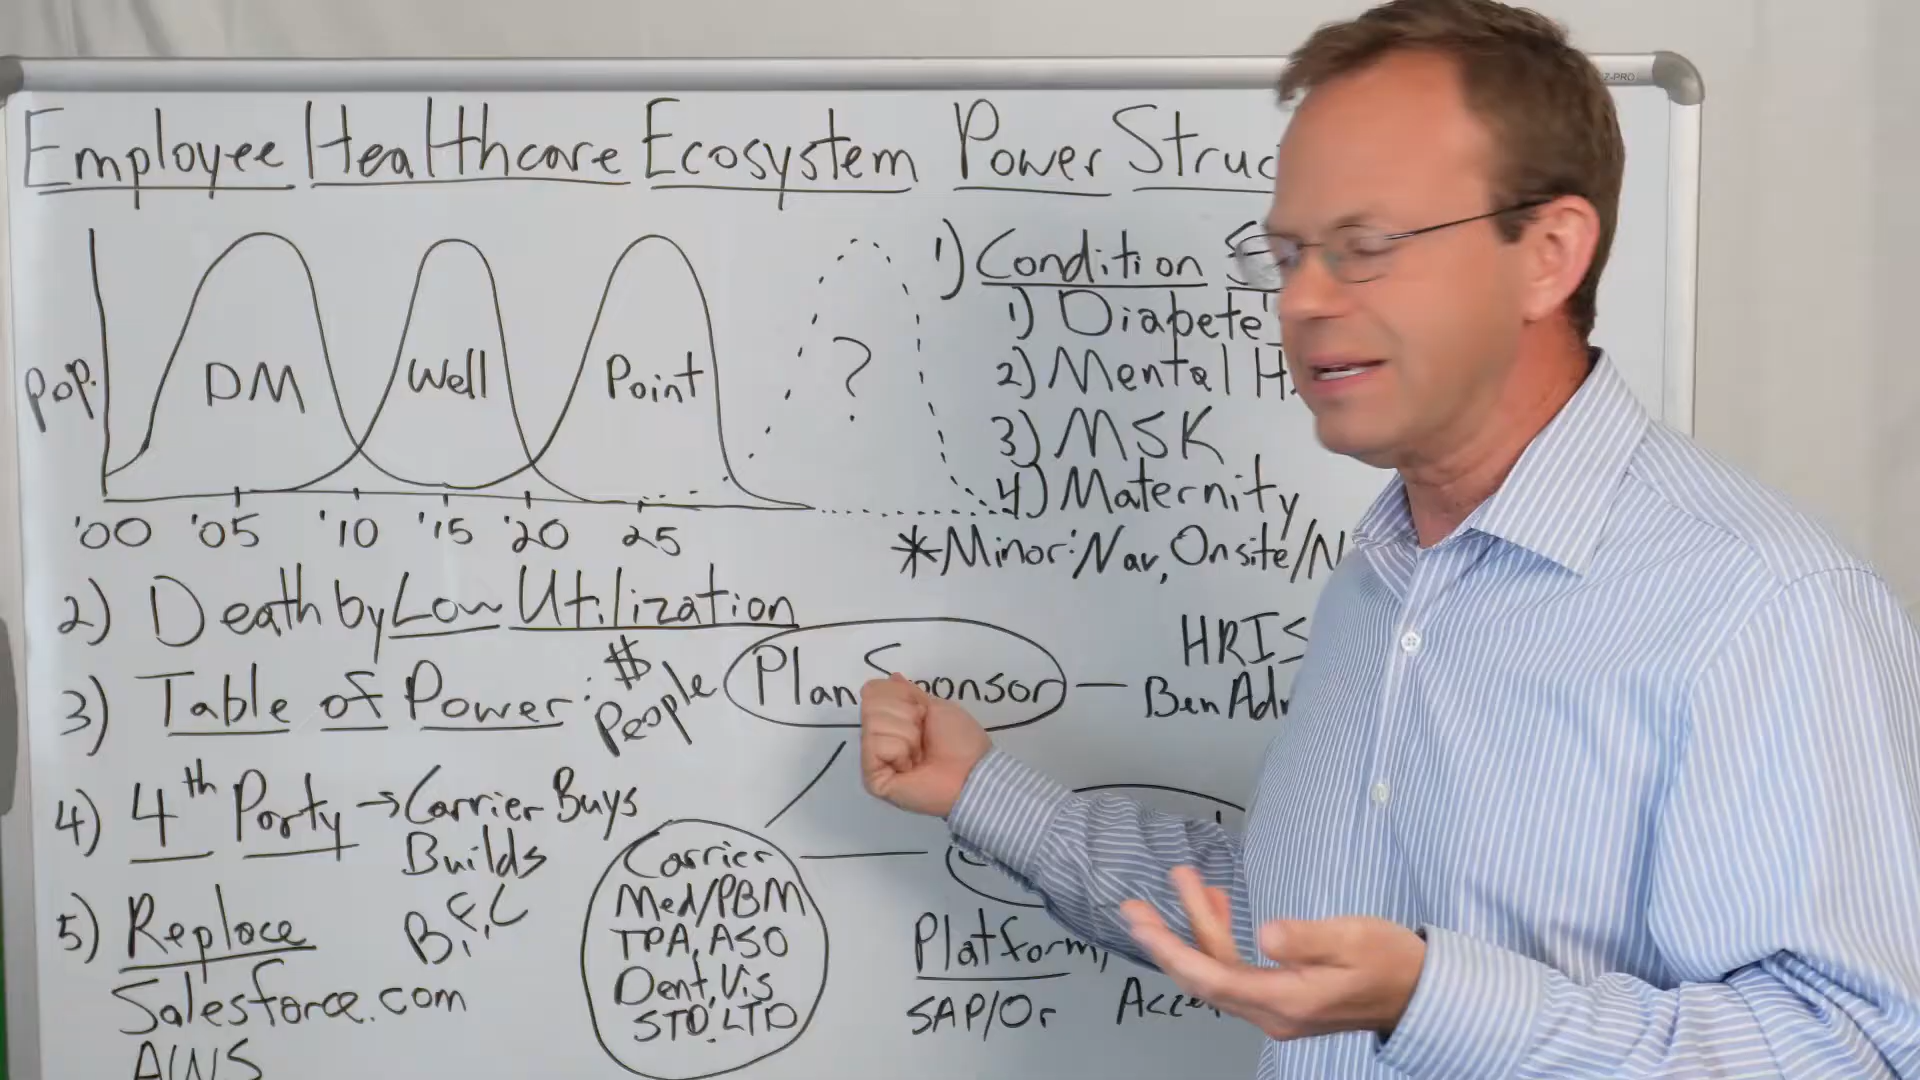 Z-PRO
Employee Healthcare Ecosystem Power Struc
Pop.
DM
Well
Point
?
'00 '05 '10 '15 '20 25
1) Condition
1) Diabete
2) Mental H
3) MSK
4) Maternity
*Minor: Nav, Onsite/N
2) Death by Low Utilization
3) Table of Power: $ People
Plan Sponsor
HRIS
Ben Adm
4) 4th Party → Carrier Buys
Builds
5) Replace
B, F, C
Salesforce.com
AWS
Carrier
Med/PBM
TPA, ASO
Dent, Vis
STD, LTD
Platform,
SAP/Or
Acce